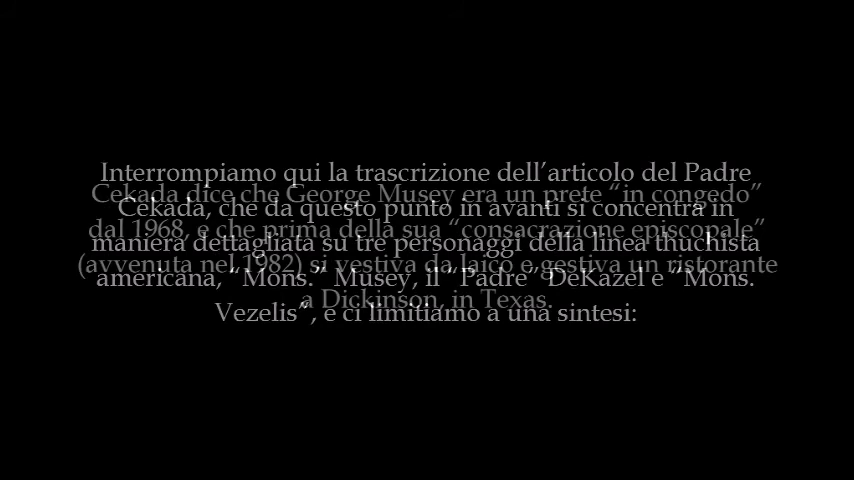 Interrompiamo qui la trascrizione dell’articolo del Padre
Cekada, che da questo punto in avanti si concentra in
maniera dettagliata su tre personaggi della linea thuchista
americana, “Mons.” Musey, il “Padre” DeKazel e “Mons.
Vezelis”, e ci limitiamo a una sintesi:
Cekada dice che George Musey era un prete “in congedo”
dal 1968, e che prima della sua “consacrazione episcopale”
(avvenuta nel 1982) si vestiva da laico e gestiva un ristorante
a Dickinson, in Texas.